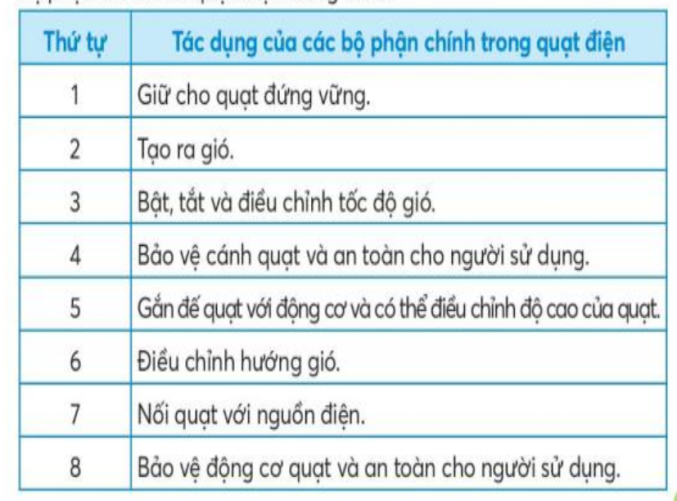 Thứ tự Tác dụng của các bộ phận chính trong quạt điện
1 Giữ cho quạt đứng vững.
2 Tạo ra gió.
3 Bật, tắt và điều chỉnh tốc độ gió.
4 Bảo vệ cánh quạt và an toàn cho người sử dụng.
5 Gắn đế quạt với động cơ và có thể điều chỉnh độ cao của quạt.
6 Điều chỉnh hướng gió.
7 Nối quạt với nguồn điện.
8 Bảo vệ động cơ quạt và an toàn cho người sử dụng.